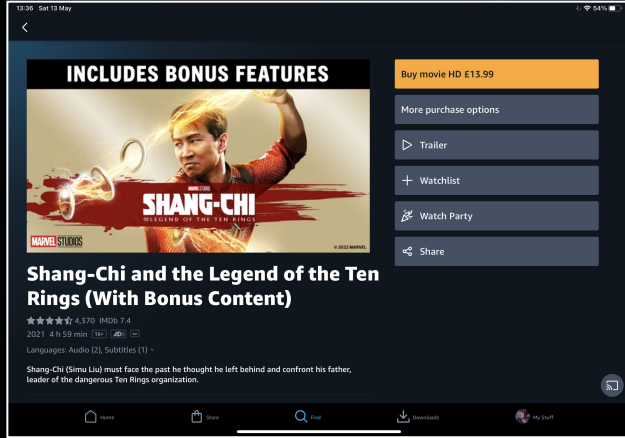 13:36 Sat 13 May
54%
INCLUDES BONUS FEATURES
MARVEL STUDIOS
SHANG-CHI
AND THE LEGEND OF THE TEN RINGS
MARVEL STUDIOS
© 2022 MARVEL
Buy movie HD £13.99
More purchase options
Trailer
Watchlist
Watch Party
Share
Shang-Chi and the Legend of the Ten
Rings (With Bonus Content)
4,370 IMDb 7.4
2021 4 h 59 min 16+ AD
Languages: Audio (2), Subtitles (1)
Shang-Chi (Simu Liu) must face the past he thought he left behind and confront his father,
leader of the dangerous Ten Rings organization.
Home
Store
Find
Downloads
My Stuff